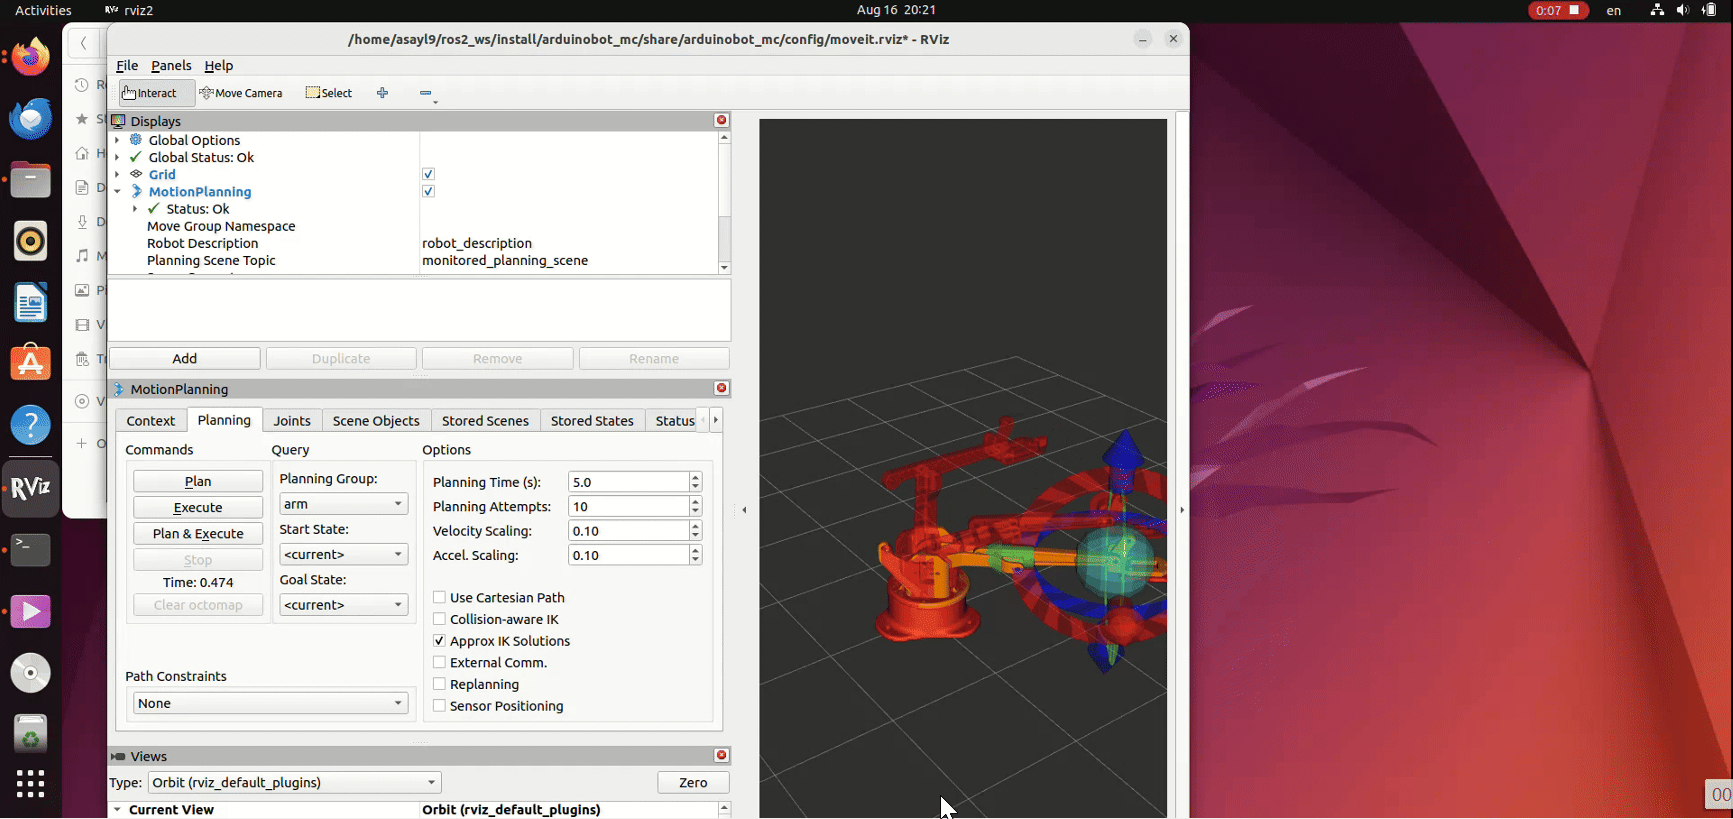 Activities
RViz rviz2
Aug 16 20:21
0:07
en
/home/asayl9/ros2_ws/install/arduinobot_mc/share/arduinobot_mc/config/moveit.rviz* - RViz
File Panels Help
Interact Move Camera Select
Displays
Global Options
Global Status: Ok
Grid
MotionPlanning
Status: Ok
Move Group Namespace
Robot Description robot_description
Planning Scene Topic monitored_planning_scene
Add Duplicate Remove Rename
MotionPlanning
Context Planning Joints Scene Objects Stored Scenes Stored States Status
Commands Query Options
Plan
Execute
Plan & Execute
Stop
Time: 0.474
Clear octomap
Planning Group:
arm
Start State:
<current>
Goal State:
<current>
Planning Time (s): 5.0
Planning Attempts: 10
Velocity Scaling: 0.10
Accel. Scaling: 0.10
Use Cartesian Path
Collision-aware IK
Approx IK Solutions
External Comm.
Replanning
Sensor Positioning
Path Constraints
None
Views
Type: Orbit (rviz_default_plugins) Zero
Current View Orbit (rviz_default_plugins)
RViz
00